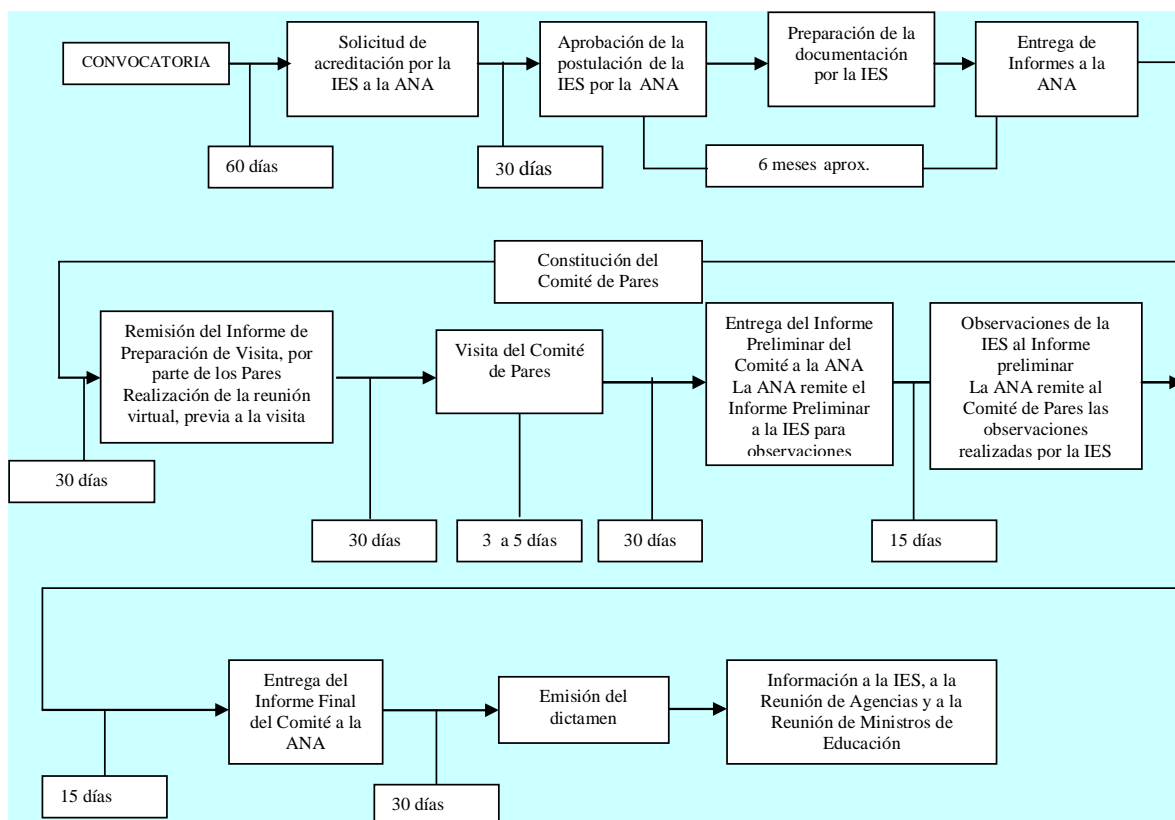 CONVOCATORIA
Solicitud de
acreditación por la
IES a la ANA
Aprobación de la
postulación de la
IES por la ANA
Preparación de la
documentación
por la IES
Entrega de
Informes a la
ANA
60 días
30 días
6 meses aprox.
Constitución del
Comité de Pares
Remisión del Informe de
Preparación de Visita, por
parte de los Pares
Realización de la reunión
virtual, previa a la visita
Visita del Comité
de Pares
Entrega del Informe
Preliminar del
Comité a la ANA
La ANA remite el
Informe Preliminar
a la IES para
observaciones
Observaciones de la
IES al Informe
preliminar
La ANA remite al
Comité de Pares las
observaciones
realizadas por la IES
30 días
30 días
3 a 5 días
30 días
15 días
Entrega del
Informe Final
del Comité a la
ANA
Emisión del
dictamen
Información a la IES, a la
Reunión de Agencias y a la
Reunión de Ministros de
Educación
15 días
30 días